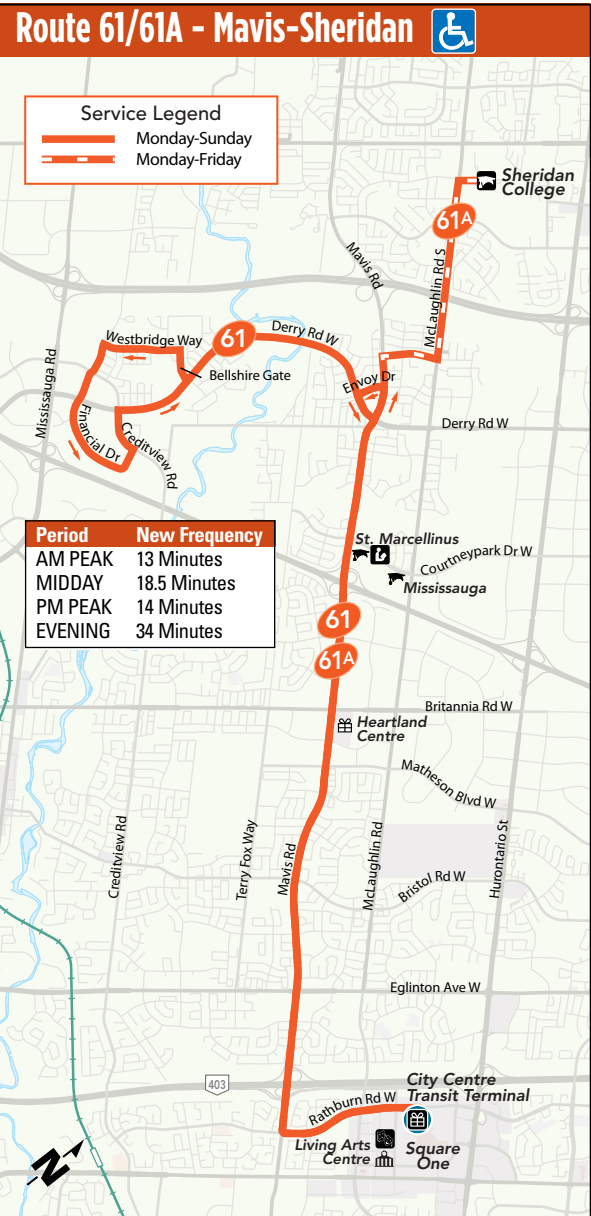 Route 61/61A - Mavis-Sheridan
Service Legend
Monday-Sunday
Monday-Friday
Sheridan
College
61A
Mavis Rd
McLaughlin Rd S
Mississauga Rd
Westbridge Way
61
Derry Rd W
Bellshire Gate
Envoy Dr
Financial Dr
Creditview Rd
Derry Rd W
Period New Frequency
AM PEAK 13 Minutes
MIDDAY 18.5 Minutes
PM PEAK 14 Minutes
EVENING 34 Minutes
St. Marcellinus
Courtneypark Dr W
Mississauga
61
61A
Britannia Rd W
Heartland
Centre
Matheson Blvd W
Creditview Rd
Terry Fox Way
Mavis Rd
McLaughlin Rd
Bristol Rd W
Hurontario St
Eglinton Ave W
403
Rathburn Rd W
City Centre
Transit Terminal
Living Arts
Centre
Square
One
N